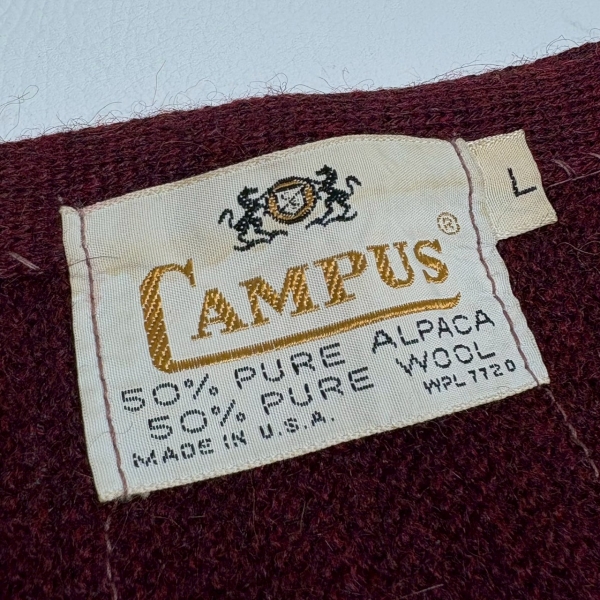 L
CAMPUS®
50% PURE ALPACA
50% PURE WOOL
WPL 7720
MADE IN U.S.A.